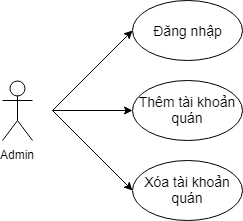 Đăng nhập
Thêm tài khoản
quán
Admin
Xóa tài khoản
quán